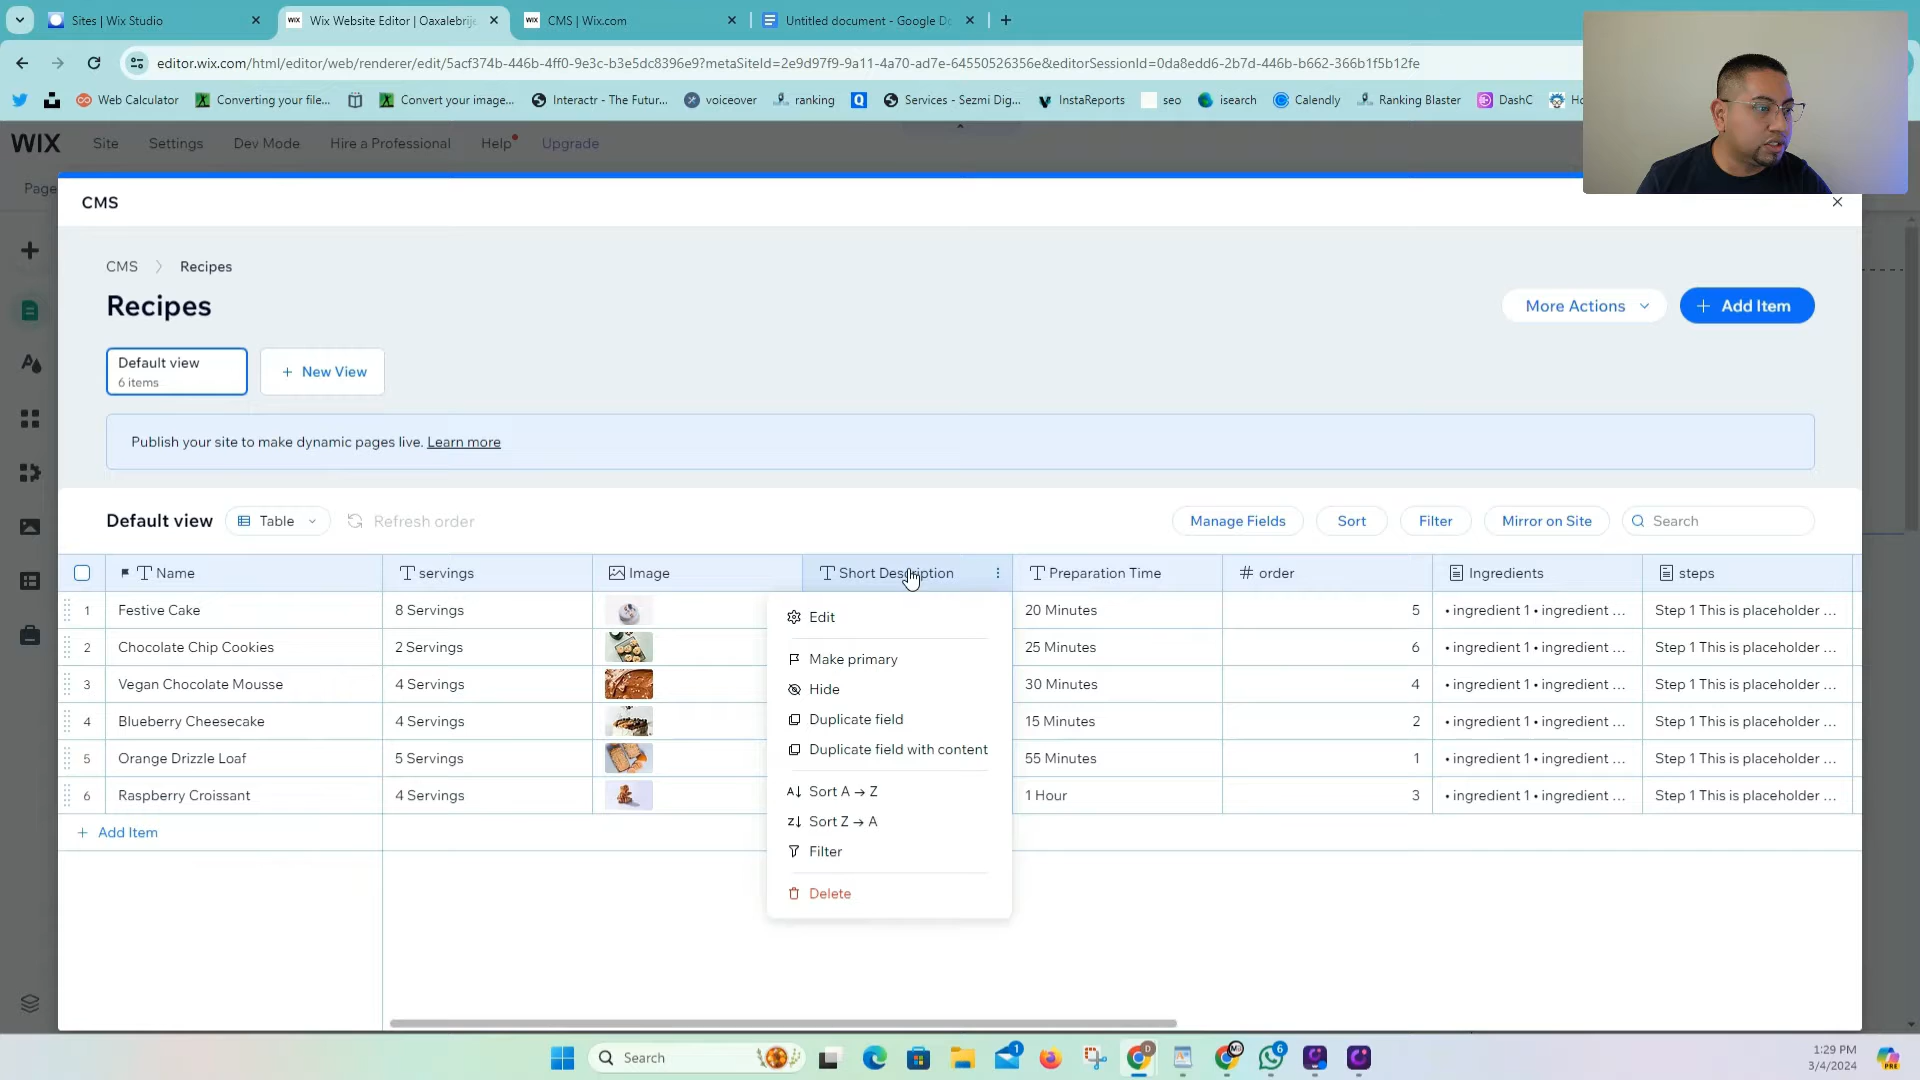 Sites | Wix Studio
WIX Wix Website Editor | Oaxalebrije
WIX CMS | Wix.com
Untitled document - Google Do
editor.wix.com/html/editor/web/renderer/edit/5acf374b-446b-4ff0-9e3c-b3e5dc8396e9?metaSiteId=2e9d97f9-9a11-4a70-ad7e-64550526356e&editorSessionId=0da8edd6-2b7d-446b-b662-366b1f5b12fe
Web Calculator Converting your file... Convert your image... Interactr - The Futur... voiceover ranking Services - Sezmi Dig... InstaReports seo isearch Calendly Ranking Blaster DashC Ho
WIX Site Settings Dev Mode Hire a Professional Help Upgrade
Page
CMS
CMS Recipes
Recipes
More Actions
+ Add Item
Default view
6 items
+ New View
Publish your site to make dynamic pages live. Learn more
Default view Table Refresh order Manage Fields Sort Filter Mirror on Site Search
Name servings Image Short Description Preparation Time # order Ingredients steps
1 Festive Cake 8 Servings 20 Minutes 5 • ingredient 1 • ingredient ... Step 1 This is placeholder ...
2 Chocolate Chip Cookies 2 Servings 25 Minutes 6 • ingredient 1 • ingredient ... Step 1 This is placeholder ...
3 Vegan Chocolate Mousse 4 Servings 30 Minutes 4 • ingredient 1 • ingredient ... Step 1 This is placeholder ...
4 Blueberry Cheesecake 4 Servings 15 Minutes 2 • ingredient 1 • ingredient ... Step 1 This is placeholder ...
5 Orange Drizzle Loaf 5 Servings 55 Minutes 1 • ingredient 1 • ingredient ... Step 1 This is placeholder ...
6 Raspberry Croissant 4 Servings 1 Hour 3 • ingredient 1 • ingredient ... Step 1 This is placeholder ...
+ Add Item
Edit
Make primary
Hide
Duplicate field
Duplicate field with content
Sort A → Z
Sort Z → A
Filter
Delete
Search
1:29 PM
3/4/2024